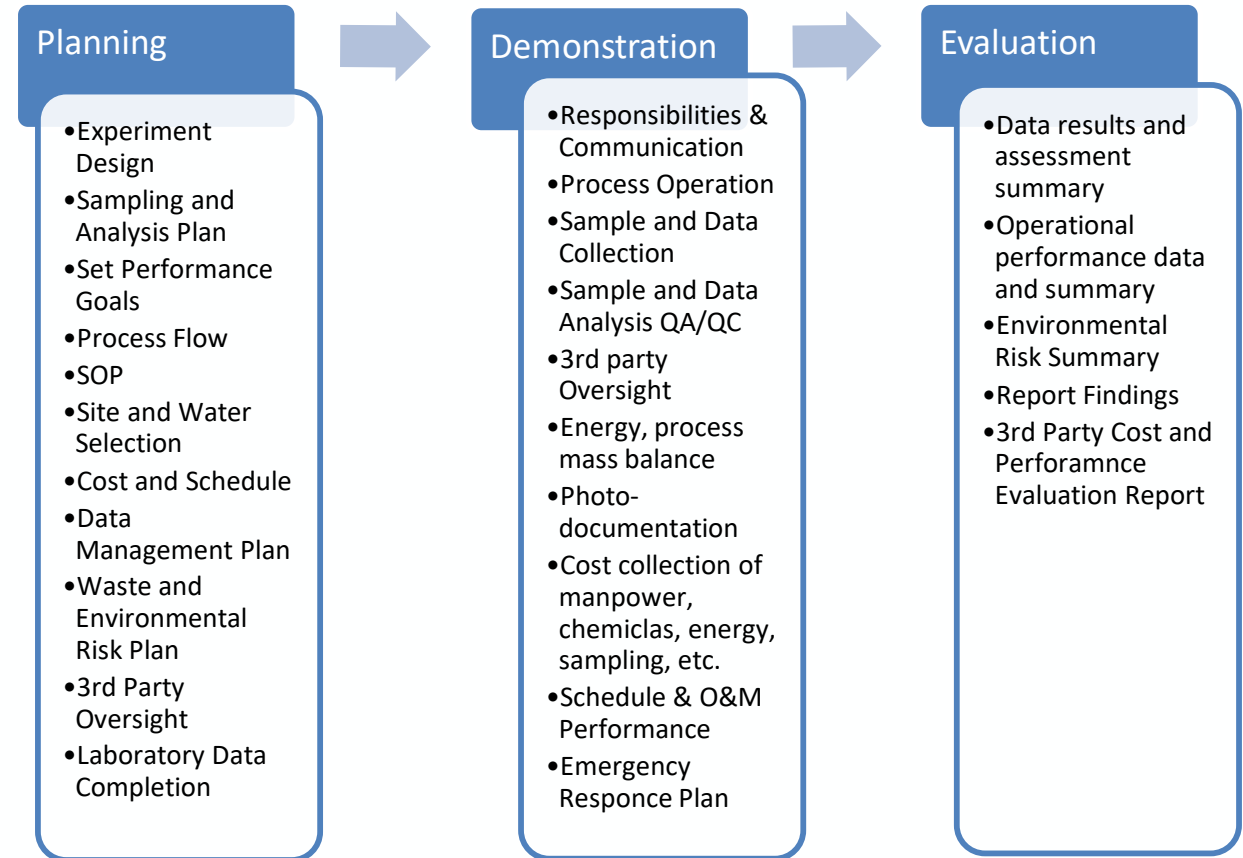 Planning
•Experiment
Design
•Sampling and
Analysis Plan
•Set Performance
Goals
•Process Flow
•SOP
•Site and Water
Selection
•Cost and Schedule
•Data
Management Plan
•Waste and
Environmental
Risk Plan
•3rd Party
Oversight
•Laboratory Data
Completion
Demonstration
•Responsibilities &
Communication
•Process Operation
•Sample and Data
Collection
•Sample and Data
Analysis QA/QC
•3rd party
Oversight
•Energy, process
mass balance
•Photo-
documentation
•Cost collection of
manpower,
chemiclas, energy,
sampling, etc.
•Schedule & O&M
Performance
•Emergency
Responce Plan
Evaluation
•Data results and
assessment
summary
•Operational
performance data
and summary
•Environmental
Risk Summary
•Report Findings
•3rd Party Cost and
Perforamnce
Evaluation Report